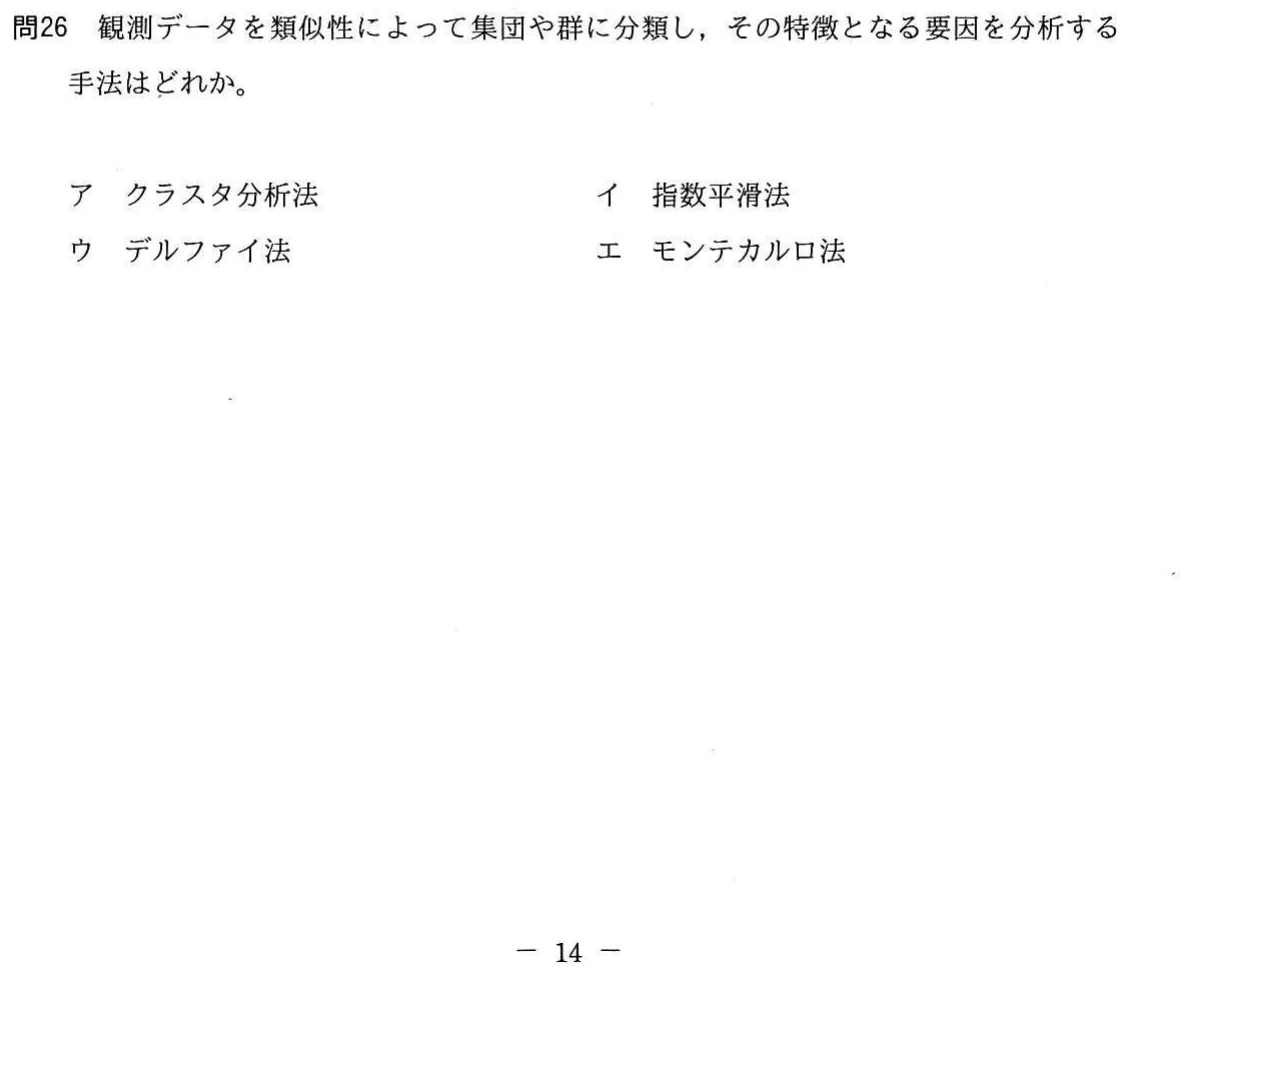 問26 観測データを類似性によって集団や群に分類し，その特徴となる要因を分析する
手法はどれか。
ア クラスタ分析法 イ 指数平滑法
ウ デルファイ法 エ モンテカルロ法
－ 14 －